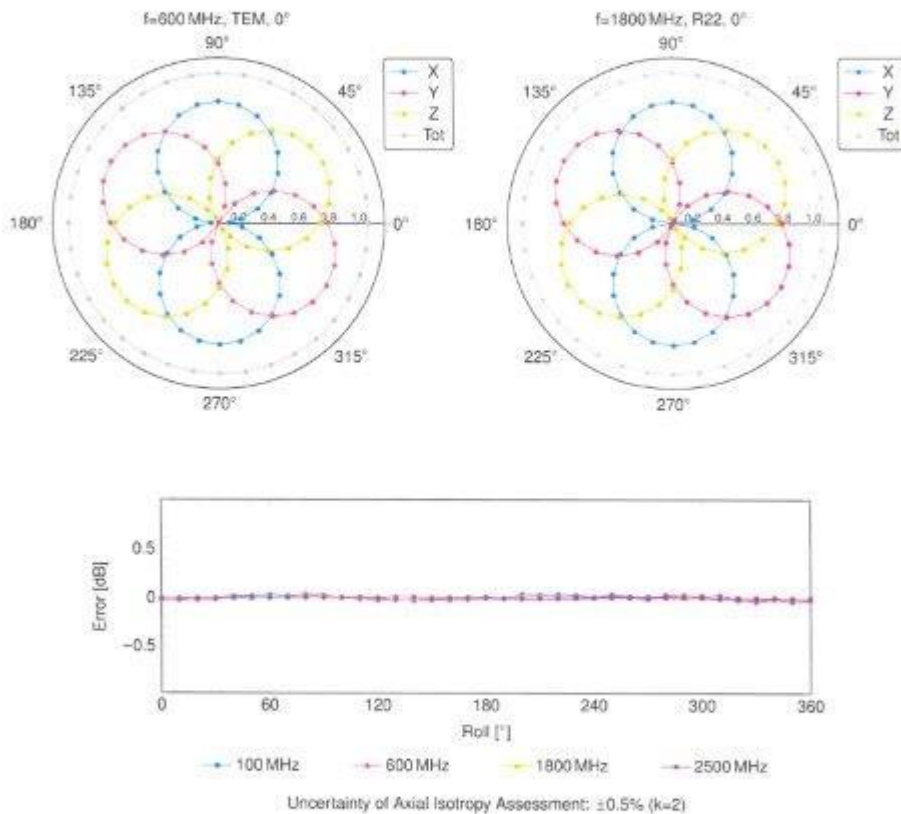 f=600 MHz, TEM, 0°
90°
135°
45°
180°
0.2 0.4 0.6 0.8 1.0
0°
225°
315°
270°
X
Y
Z
Tot
f=1800 MHz, R22, 0°
90°
135°
45°
180°
0.2 0.4 0.6 0.8 1.0
0°
225°
315°
270°
X
Y
Z
Tot
Error [dB]
0.5
0
−0.5
0 60 120 180 240 300 360
Roll [°]
100 MHz 600 MHz 1800 MHz 2500 MHz
Uncertainty of Axial Isotropy Assessment: ±0.5% (k=2)